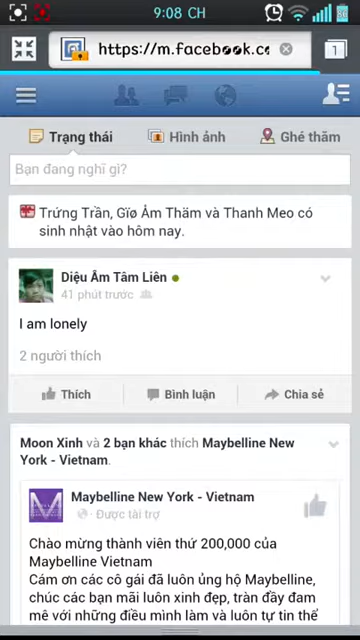 9:08 CH
https://m.facebook.co
1
Trạng thái
Hình ảnh
Ghé thăm
Bạn đang nghĩ gì?
Trứng Trần, Gïø Âm Thäm và Thanh Meo có
sinh nhật vào hôm nay.
Diệu Âm Tâm Liên
41 phút trước
I am lonely
2 người thích
Thích
Bình luận
Chia sẻ
Moon Xinh và 2 bạn khác thích Maybelline New
York - Vietnam.
Maybelline New York - Vietnam
Được tài trợ
Chào mừng thành viên thứ 200,000 của
Maybelline Vietnam
Cám ơn các cô gái đã luôn ủng hộ Maybelline,
chúc các bạn mãi luôn xinh đẹp, tràn đầy đam
mê với những điều mình làm và luôn tự tin thể